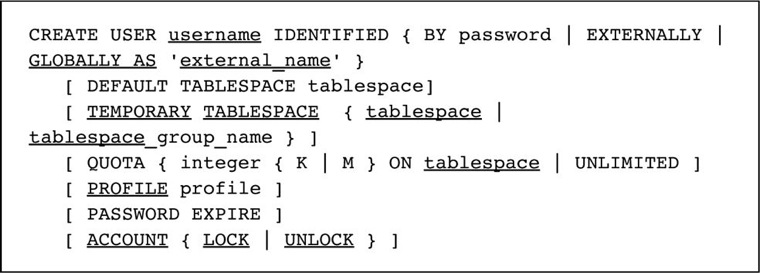 CREATE USER username IDENTIFIED { BY password | EXTERNALLY |
GLOBALLY AS 'external_name' }
[ DEFAULT TABLESPACE tablespace]
[ TEMPORARY TABLESPACE { tablespace |
tablespace_group_name } ]
[ QUOTA { integer { K | M } ON tablespace | UNLIMITED ]
[ PROFILE profile ]
[ PASSWORD EXPIRE ]
[ ACCOUNT { LOCK | UNLOCK } ]